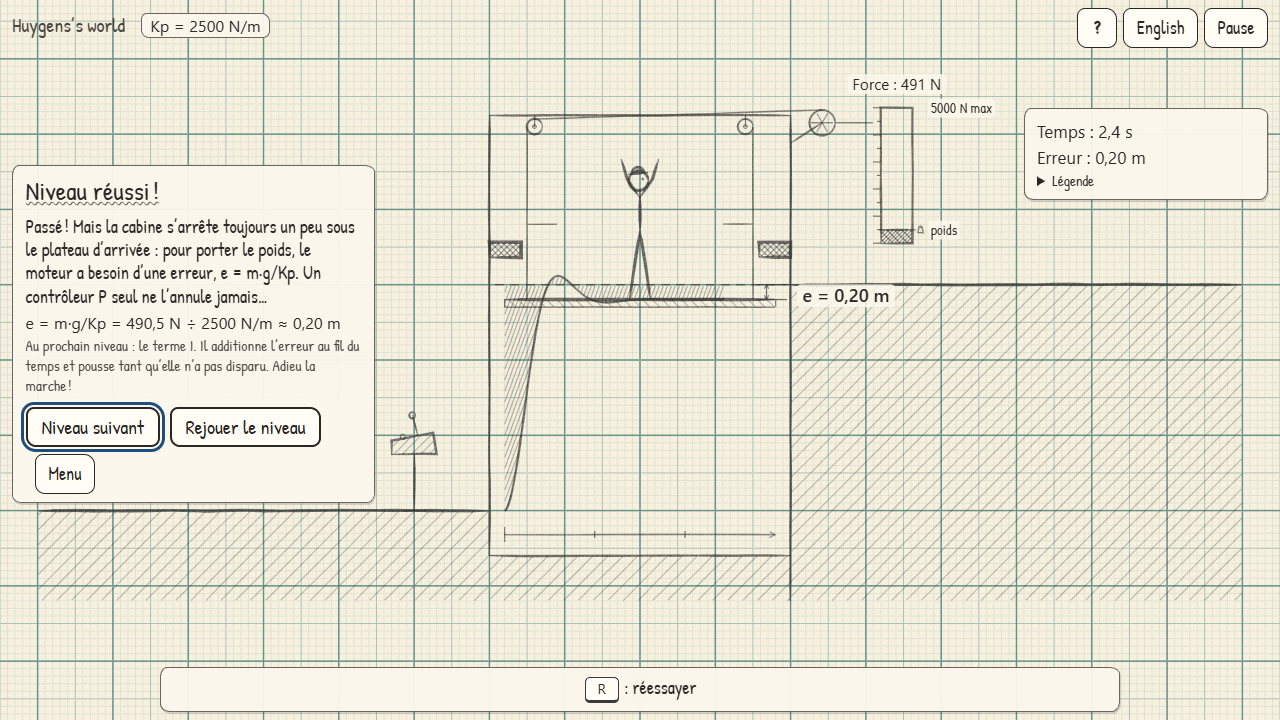 Huygens's world
Kp = 2500 N/m
?
English
Pause
Force : 491 N
5000 N max
poids
Temps : 2,4 s
Erreur : 0,20 m
Légende
Niveau réussi !
Passé ! Mais la cabine s'arrête toujours un peu sous
le plateau d'arrivée : pour porter le poids, le
moteur a besoin d'une erreur, e = m·g/Kp. Un
contrôleur P seul ne l'annule jamais…
e = m·g/Kp = 490,5 N ÷ 2500 N/m ≈ 0,20 m
Au prochain niveau : le terme I. Il additionne l'erreur au fil du
temps et pousse tant qu'elle n'a pas disparu. Adieu la
marche !
Niveau suivant
Rejouer le niveau
Menu
e = 0,20 m
R : réessayer